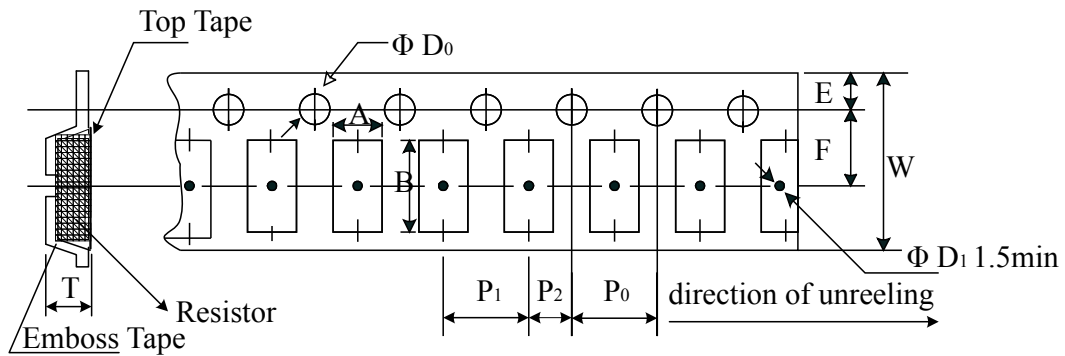 Top Tape
Φ D₀
A
E
B
F
W
T
Resistor
Emboss Tape
P₁
P₂
P₀
direction of unreeling
Φ D₁ 1.5min